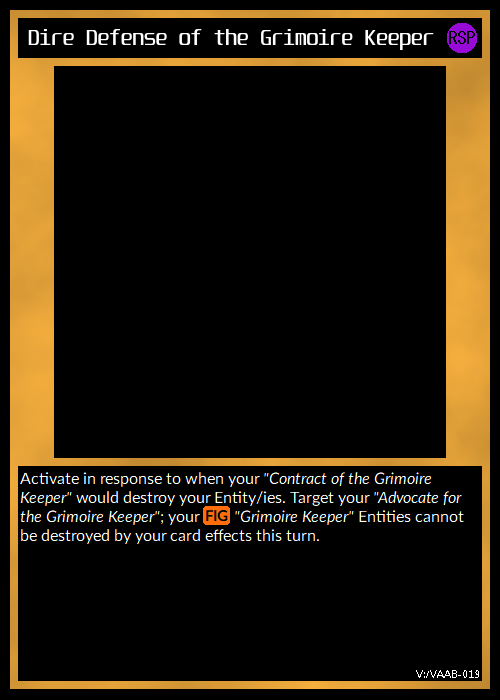 Dire Defense of the Grimoire Keeper RSP
Activate in response to when your "Contract of the Grimoire
Keeper" would destroy your Entity/ies. Target your "Advocate for
the Grimoire Keeper"; your FIG "Grimoire Keeper" Entities cannot
be destroyed by your card effects this turn.
V:/VAAB-019